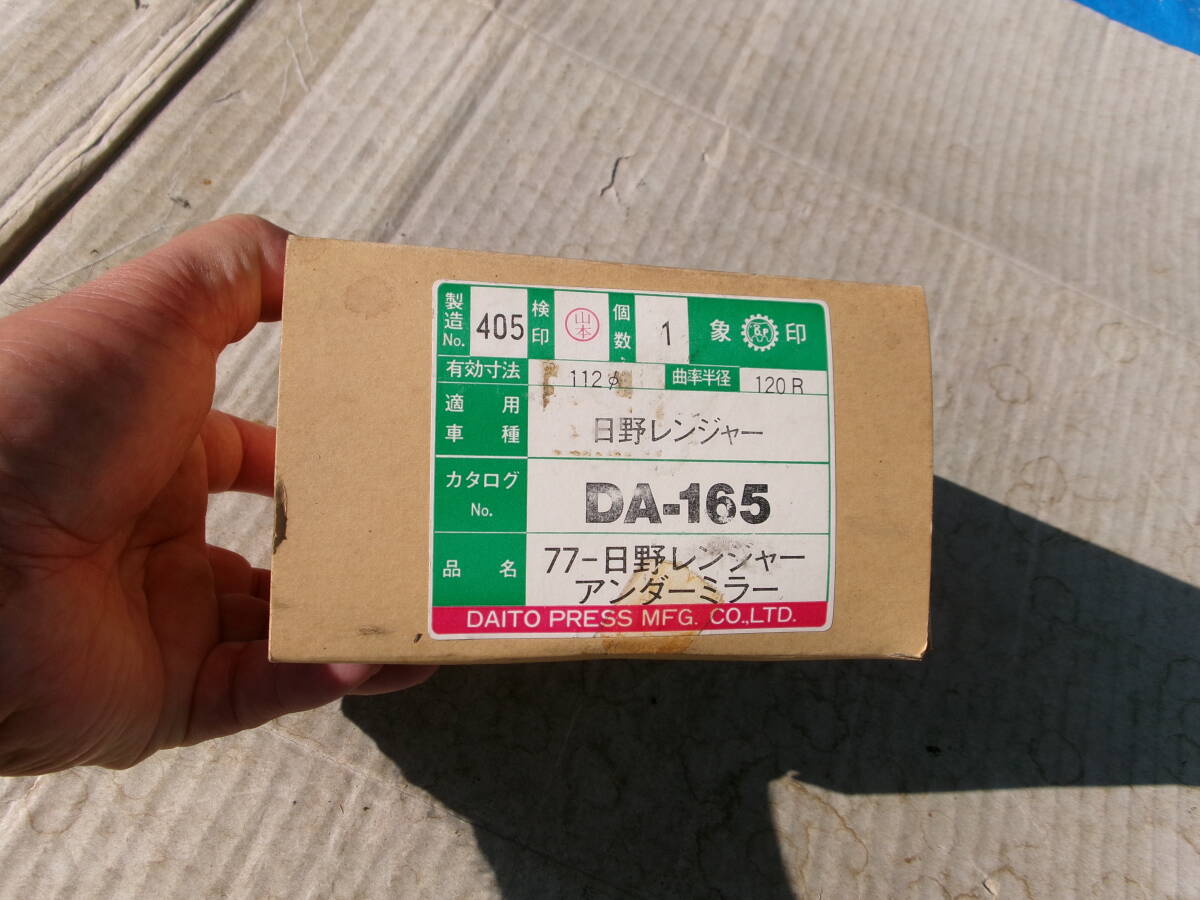 製造No. 405 検印 山本 個数 1 象 D.P 印
有効寸法 112φ 曲率半径 120R
適用車種 日野レンジャー
カタログNo. DA-165
品名 77-日野レンジャー
アンダーミラー
DAITO PRESS MFG. CO.,LTD.